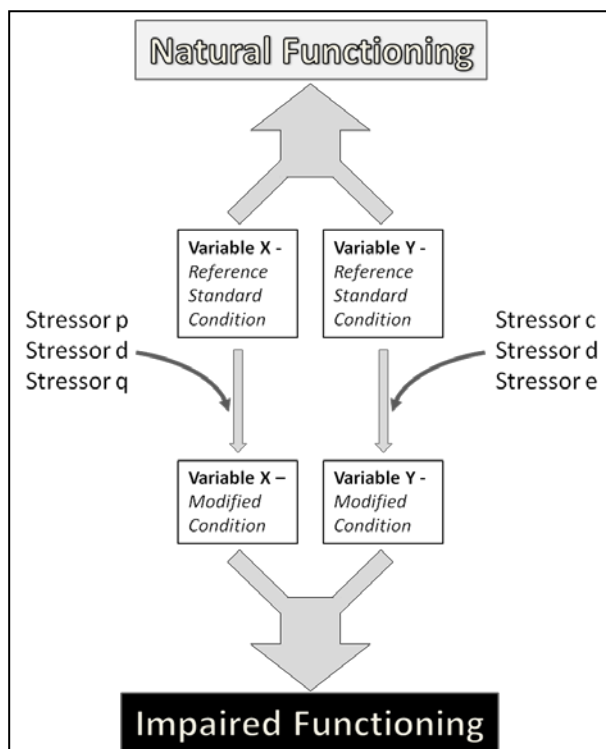 Natural Functioning
Variable X -
Reference
Standard
Condition
Variable Y -
Reference
Standard
Condition
Stressor p
Stressor d
Stressor q
Stressor c
Stressor d
Stressor e
Variable X –
Modified
Condition
Variable Y -
Modified
Condition
Impaired Functioning